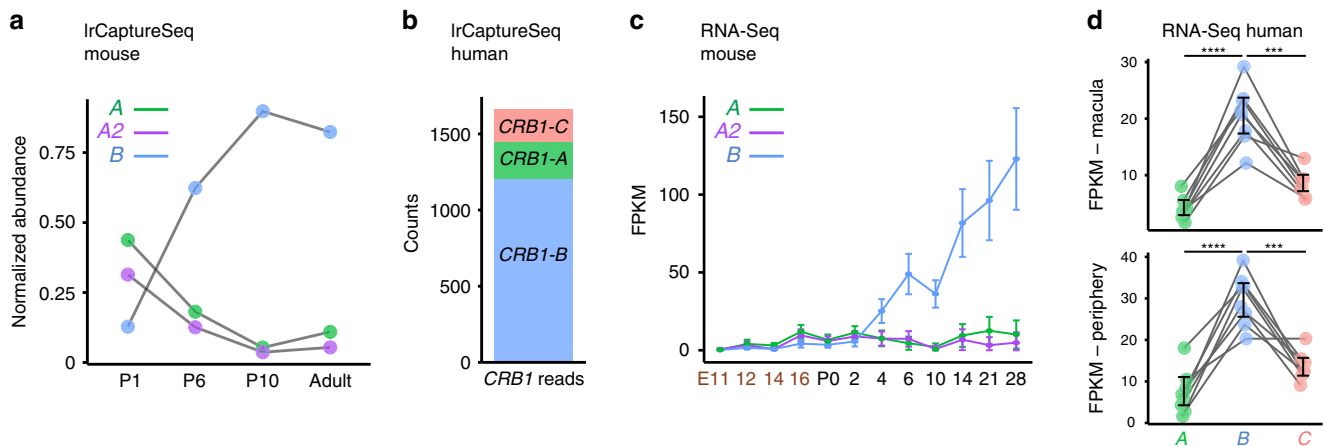 a
lrCaptureSeq
mouse
A
A2
B
Normalized abundance
0.75
0.50
0.25
0
P1 P6 P10 Adult
b
lrCaptureSeq
human
Counts
1500
1000
500
0
CRB1-C
CRB1-A
CRB1-B
CRB1 reads
c
RNA-Seq
mouse
A
A2
B
FPKM
150
100
50
0
E11 12 14 16 P0 2 4 6 10 14 21 28
d
RNA-Seq human
**** ***
FPKM – macula
30
20
10
**** ***
FPKM – periphery
40
30
20
10
0
A B C